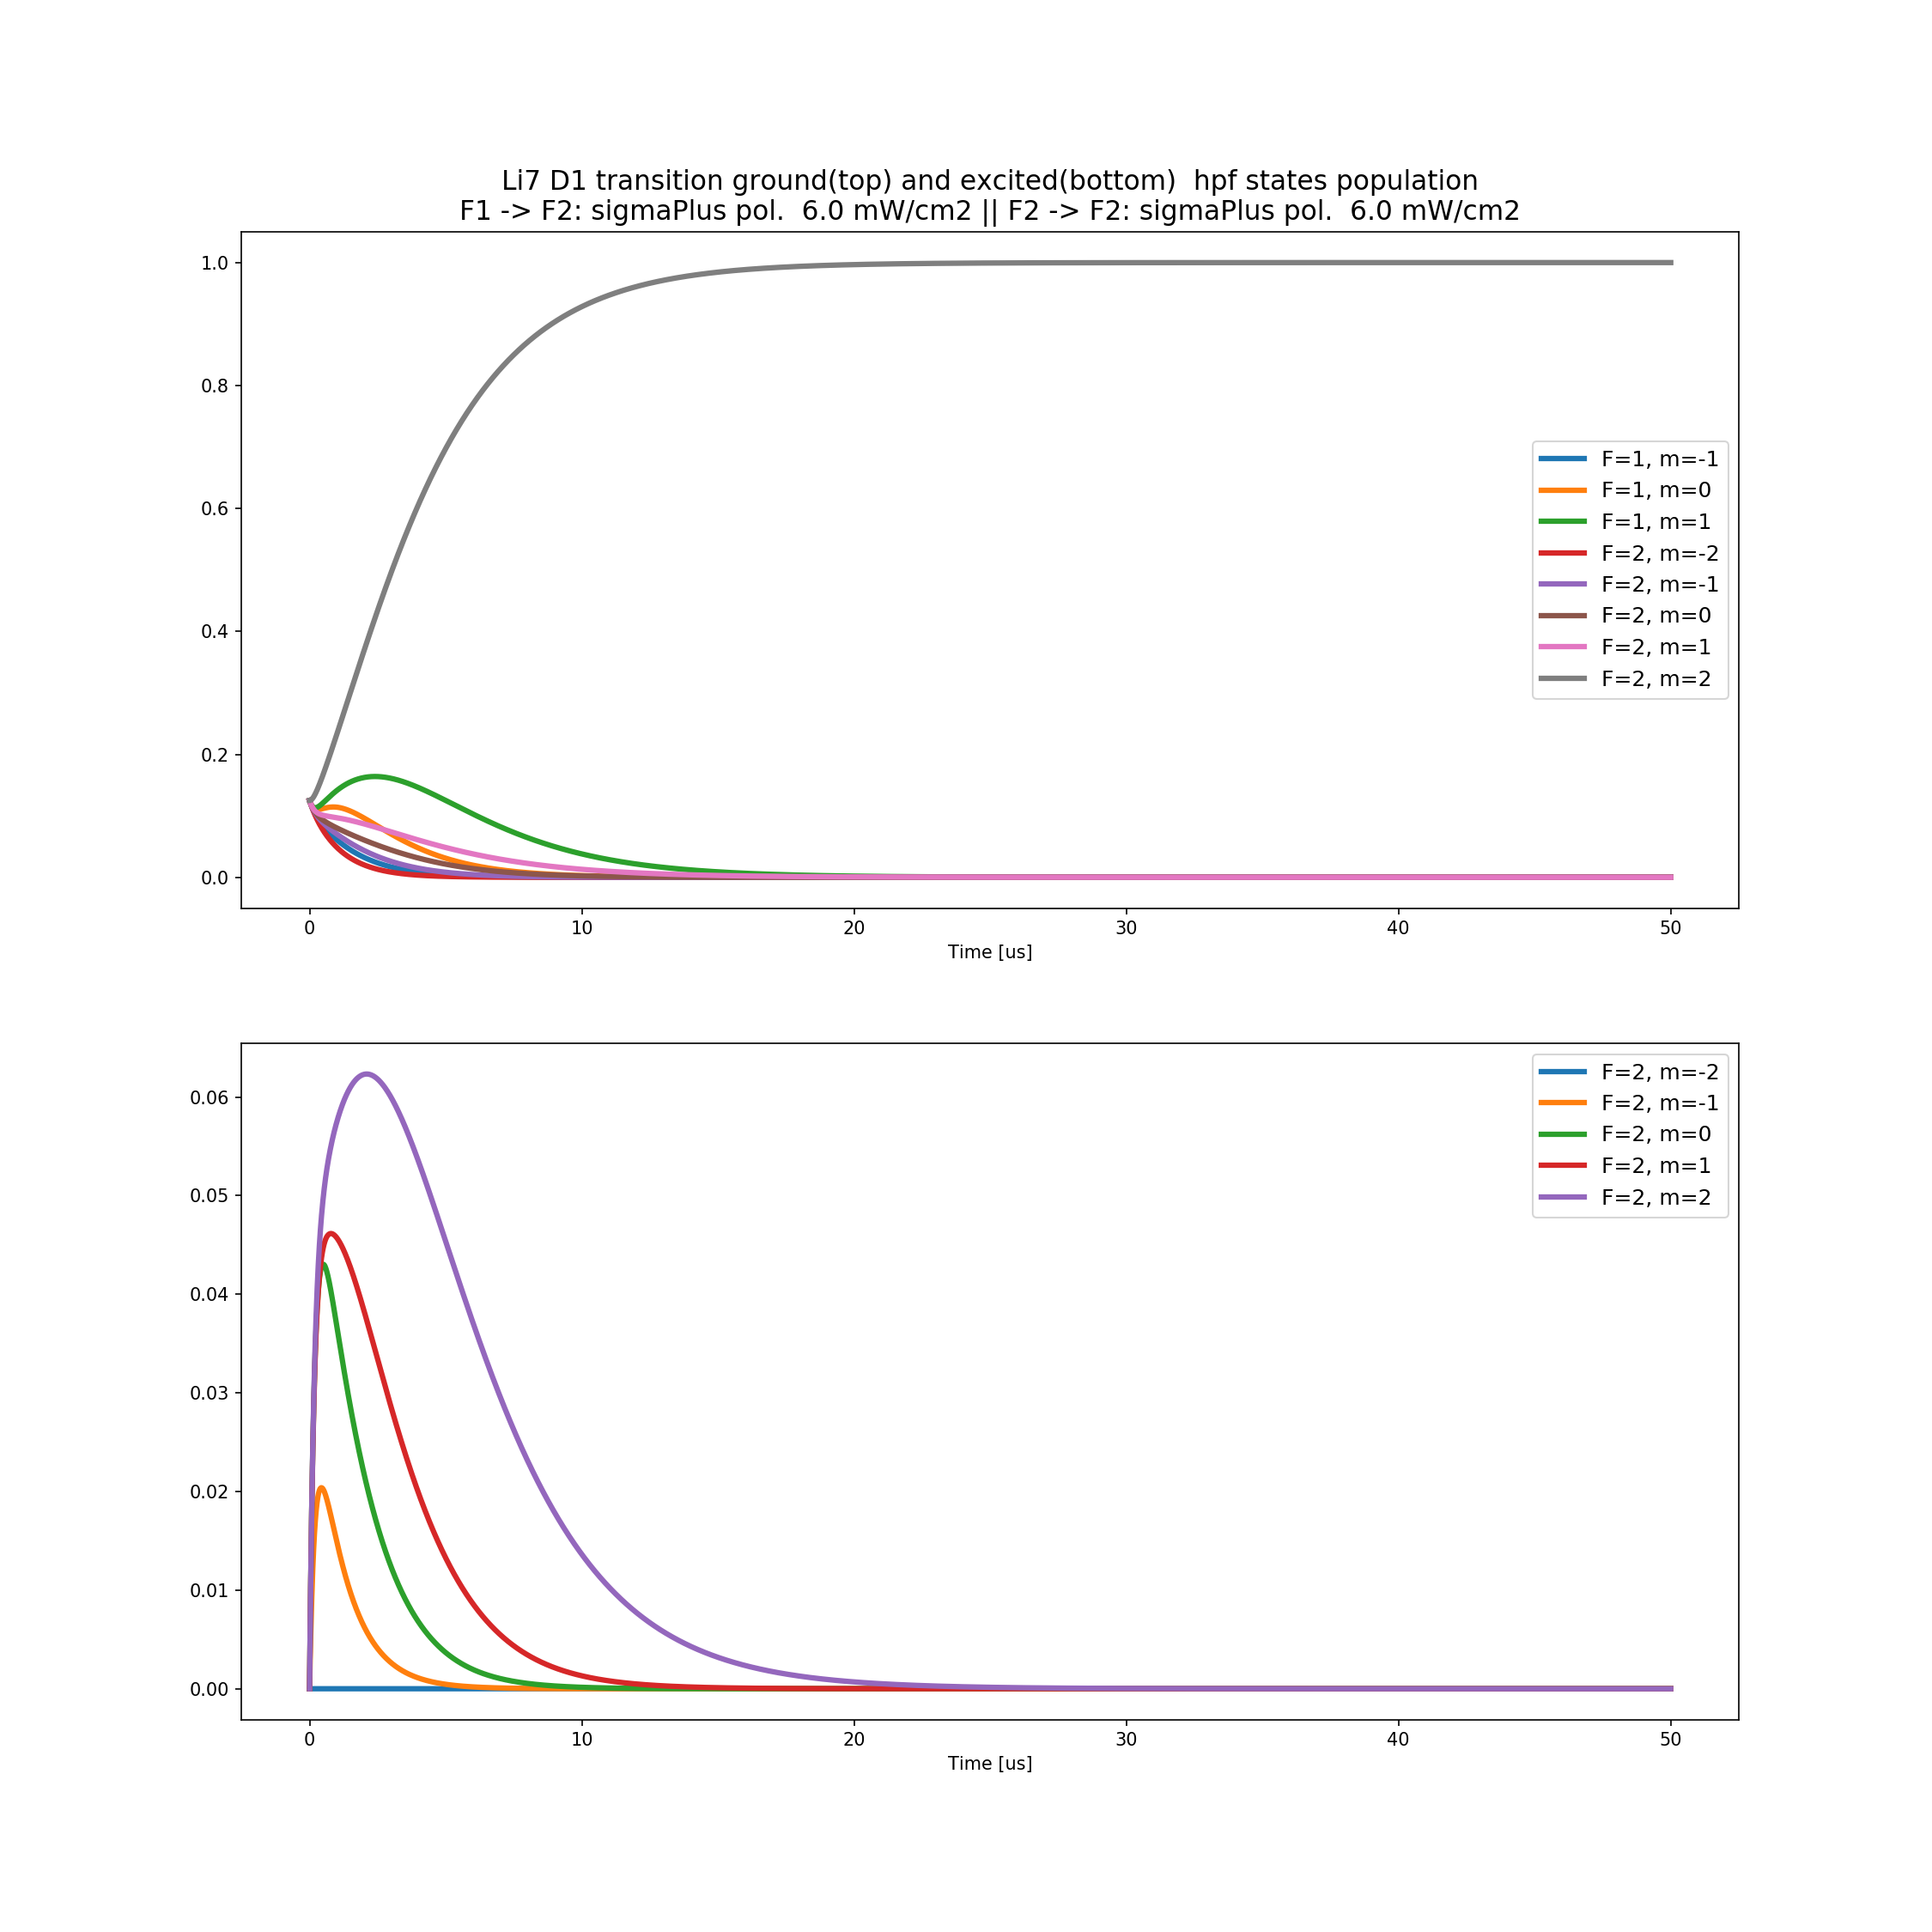 Li7 D1 transition ground(top) and excited(bottom)  hpf states population
F1 -> F2: sigmaPlus pol.  6.0 mW/cm2 || F2 -> F2: sigmaPlus pol.  6.0 mW/cm2
1.0
0.8
0.6
0.4
0.2
0.0
F=1, m=-1
F=1, m=0
F=1, m=1
F=2, m=-2
F=2, m=-1
F=2, m=0
F=2, m=1
F=2, m=2
0 10 20 30 40 50
Time [us]
0.06
0.05
0.04
0.03
0.02
0.01
0.00
F=2, m=-2
F=2, m=-1
F=2, m=0
F=2, m=1
F=2, m=2
0 10 20 30 40 50
Time [us]